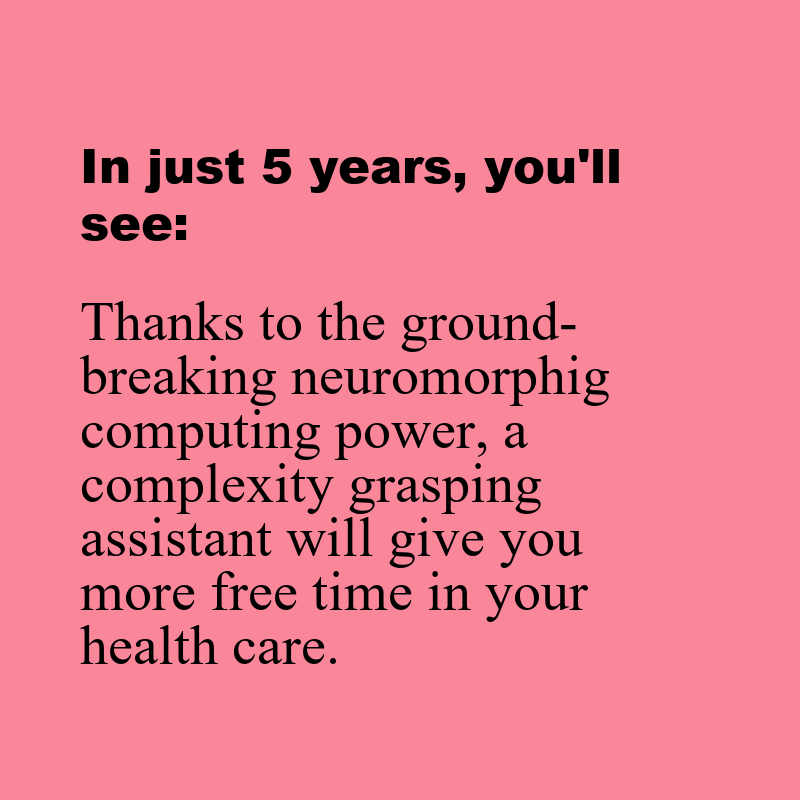 In just 5 years, you'll
see:
Thanks to the ground-
breaking neuromorphig
computing power, a
complexity grasping
assistant will give you
more free time in your
health care.